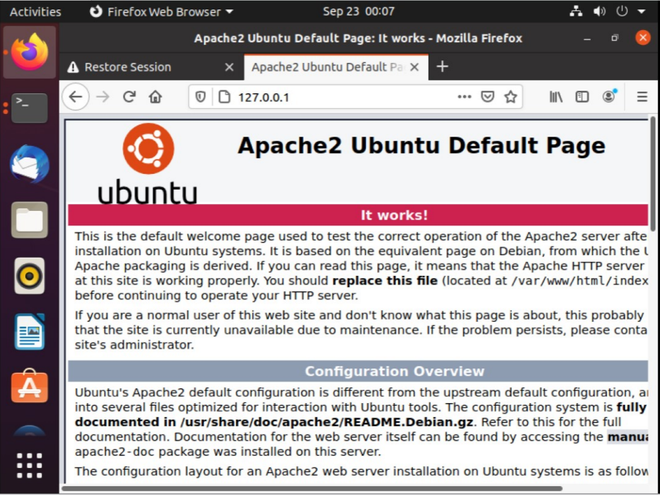 Activities
Firefox Web Browser
Sep 23 00:07
Apache2 Ubuntu Default Page: It works! - Mozilla Firefox
Restore Session
Apache2 Ubuntu Default Pa
127.0.0.1
ubuntu
Apache2 Ubuntu Default Page
It works!
This is the default welcome page used to test the correct operation of the Apache2 server afte
installation on Ubuntu systems. It is based on the equivalent page on Debian, from which the U
Apache packaging is derived. If you can read this page, it means that the Apache HTTP server
at this site is working properly. You should replace this file (located at /var/www/html/index
before continuing to operate your HTTP server.
If you are a normal user of this web site and don't know what this page is about, this probably
that the site is currently unavailable due to maintenance. If the problem persists, please conta
site's administrator.
Configuration Overview
Ubuntu's Apache2 default configuration is different from the upstream default configuration, a
into several files optimized for interaction with Ubuntu tools. The configuration system is fully
documented in /usr/share/doc/apache2/README.Debian.gz. Refer to this for the full
documentation. Documentation for the web server itself can be found by accessing the manua
apache2-doc package was installed on this server.
The configuration layout for an Apache2 web server installation on Ubuntu systems is as follow